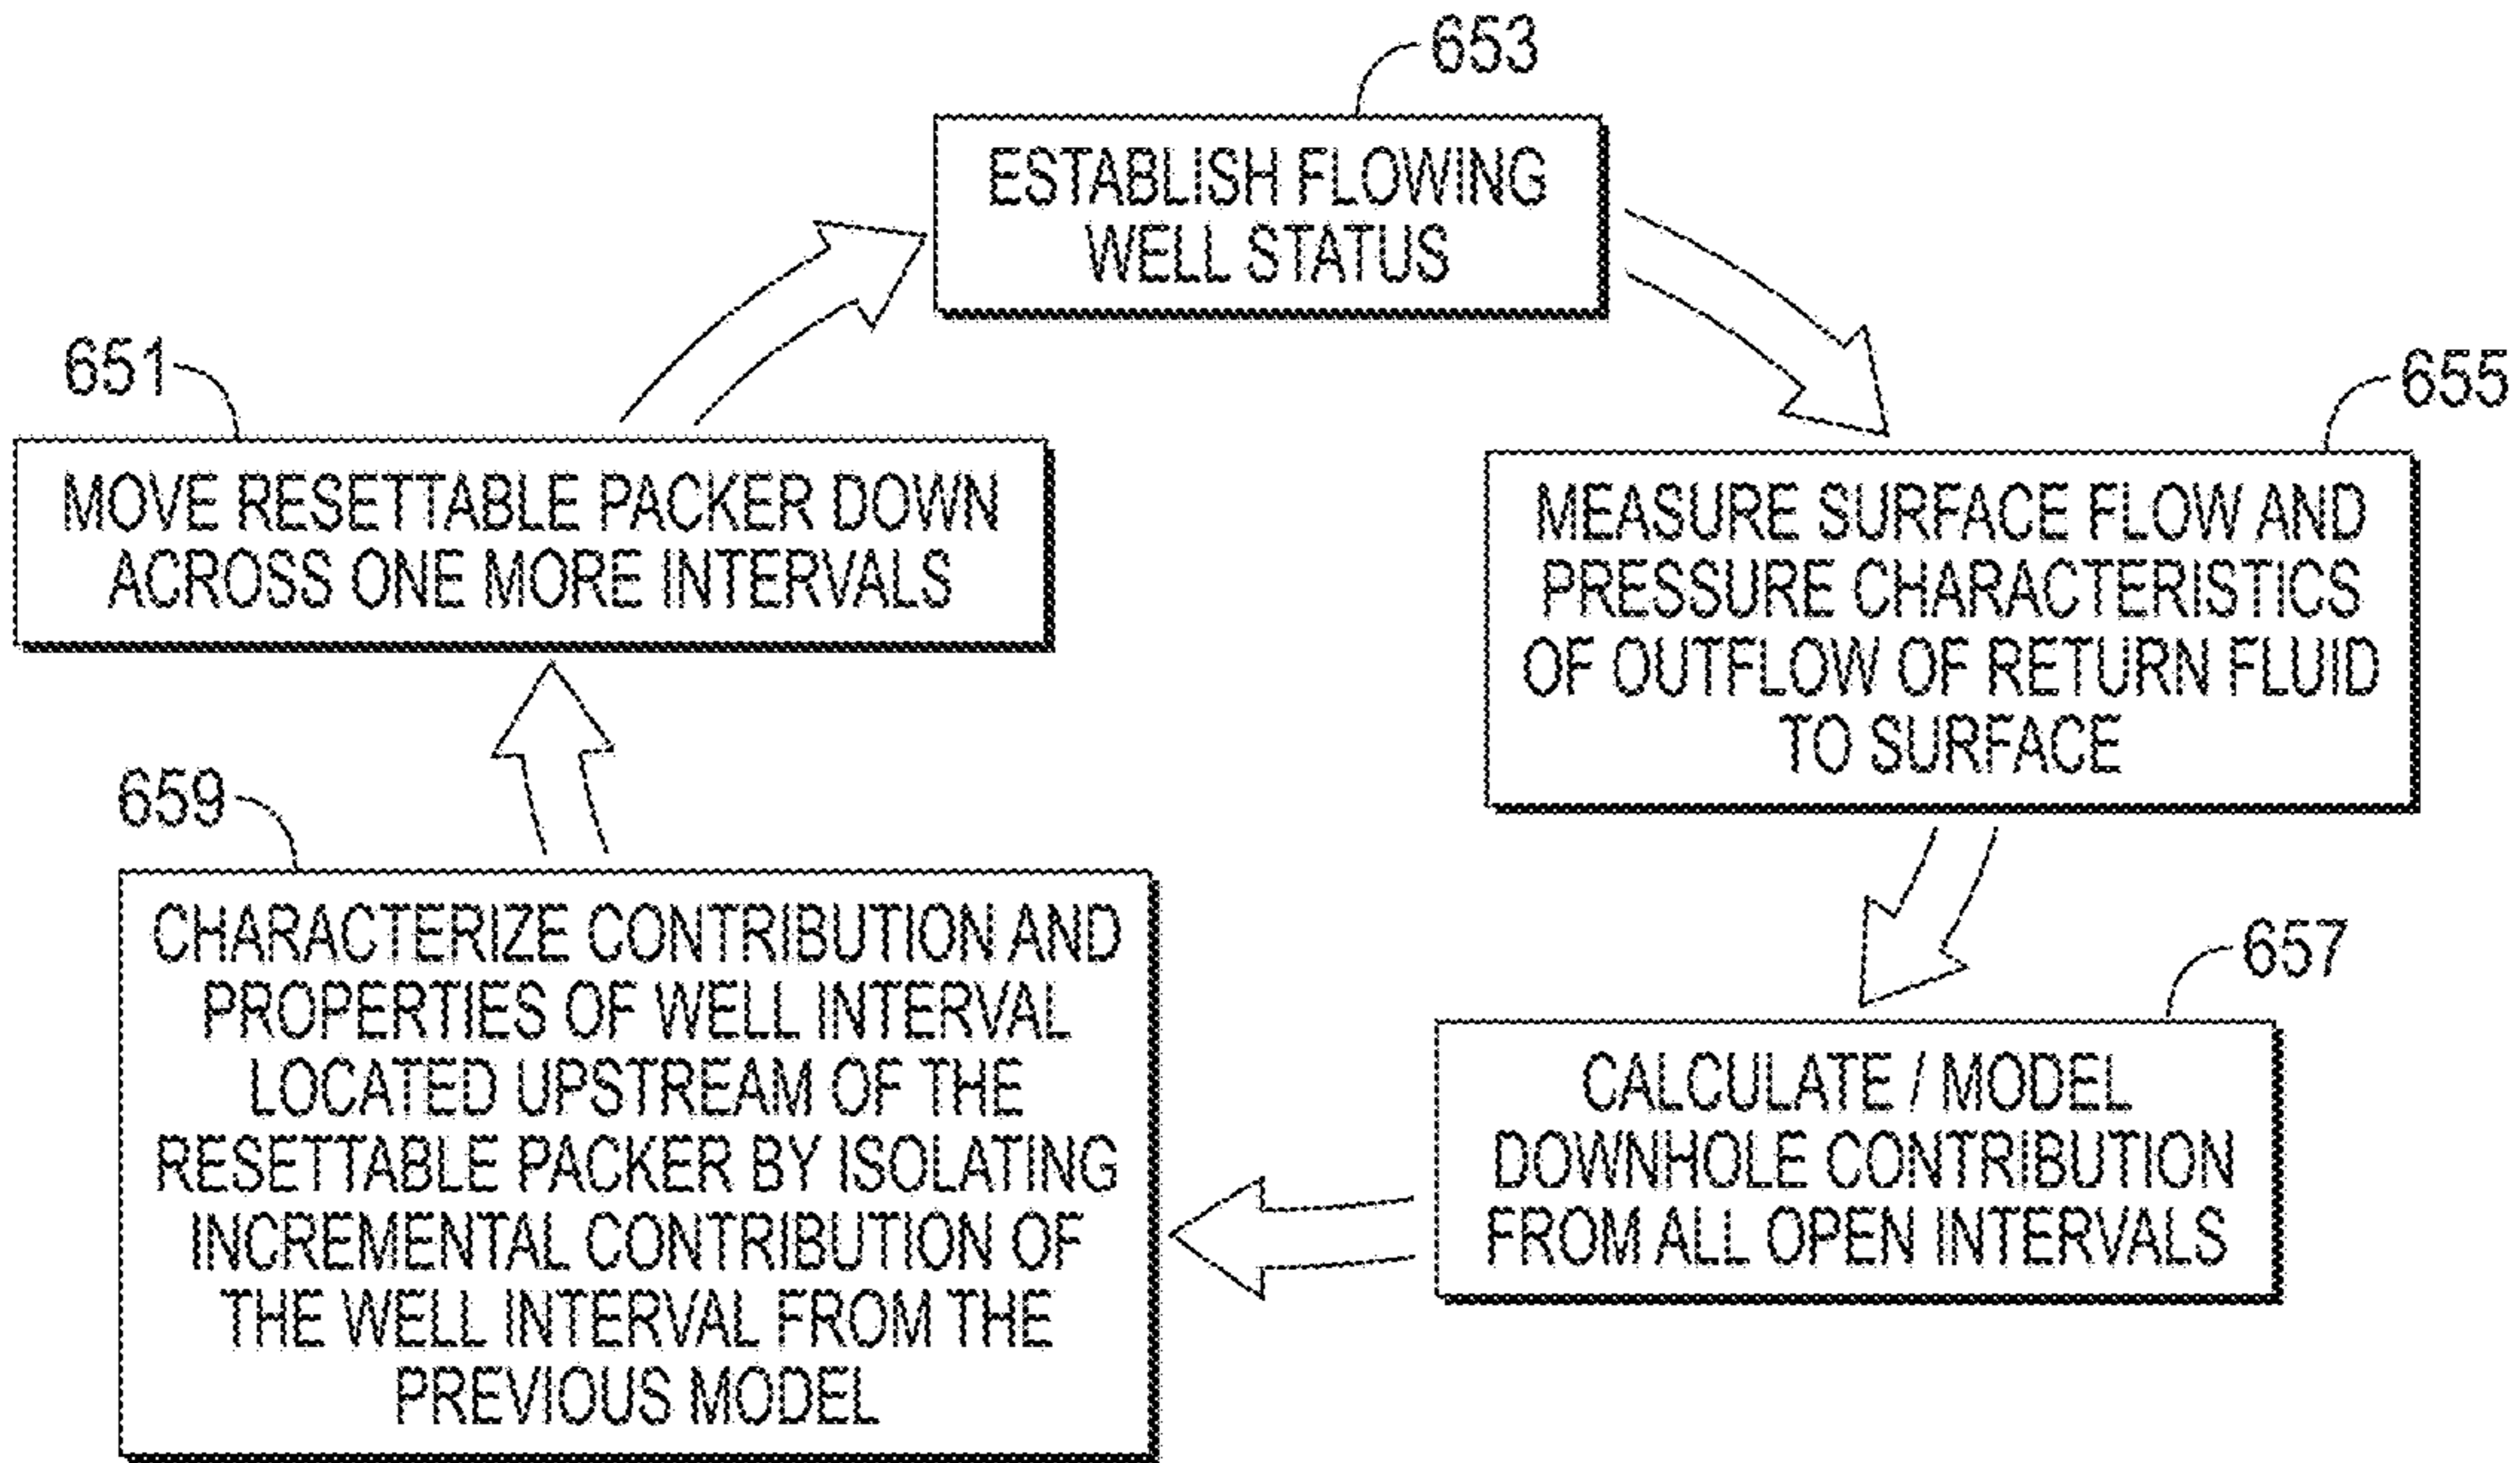 653
ESTABLISH FLOWING
WELL STATUS
651
MOVE RESETTABLE PACKER DOWN
ACROSS ONE MORE INTERVALS
655
MEASURE SURFACE FLOW AND
PRESSURE CHARACTERISTICS
OF OUTFLOW OF RETURN FLUID
TO SURFACE
659
CHARACTERIZE CONTRIBUTION AND
PROPERTIES OF WELL INTERVAL
LOCATED UPSTREAM OF THE
RESETTABLE PACKER BY ISOLATING
INCREMENTAL CONTRIBUTION OF
THE WELL INTERVAL FROM THE
PREVIOUS MODEL
657
CALCULATE / MODEL
DOWNHOLE CONTRIBUTION
FROM ALL OPEN INTERVALS